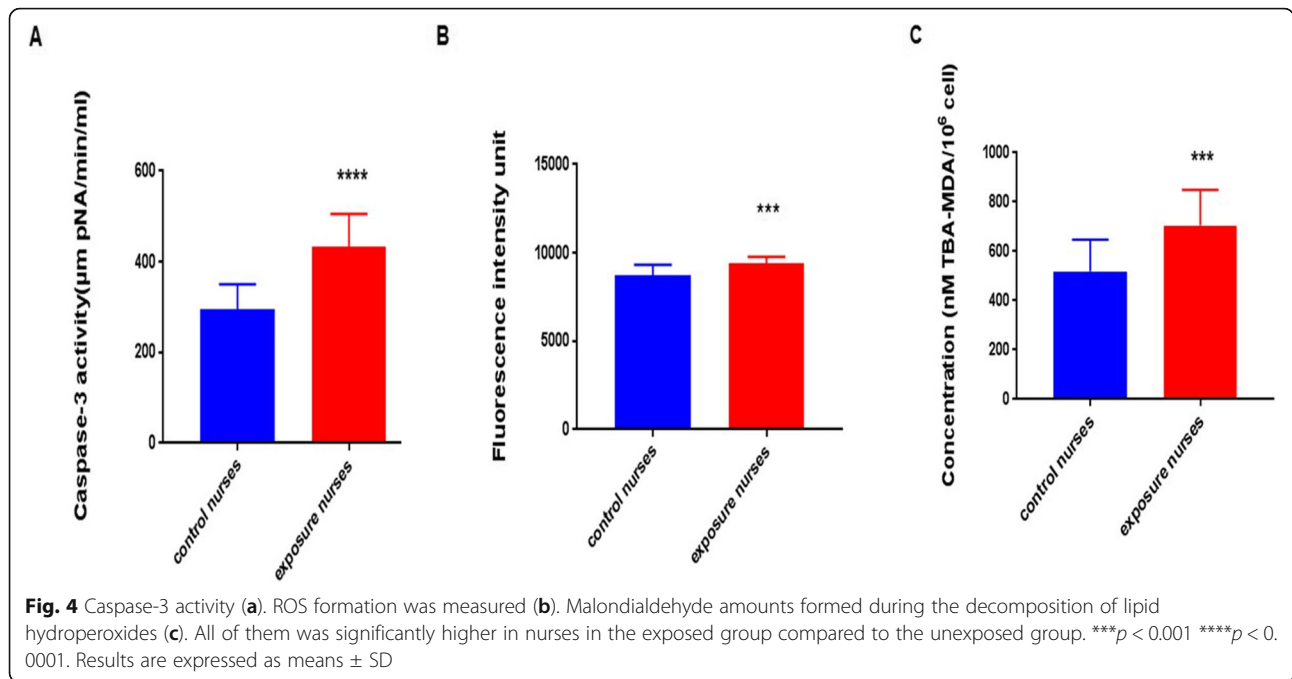 A
B
C
Caspase-3 activity(µm pNA/min/ml)
600
400
200
0
****
control nurses
exposure nurses
Fluorescence intensity unit
15000
10000
5000
0
***
control nurses
exposure nurses
Concentration (nM TBA-MDA/10⁶ cell)
1000
800
600
400
200
0
***
control nurses
exposure nurses
Fig. 4 Caspase-3 activity (a). ROS formation was measured (b). Malondialdehyde amounts formed during the decomposition of lipid
hydroperoxides (c). All of them was significantly higher in nurses in the exposed group compared to the unexposed group. ***p < 0.001 ****p < 0.
0001. Results are expressed as means ± SD